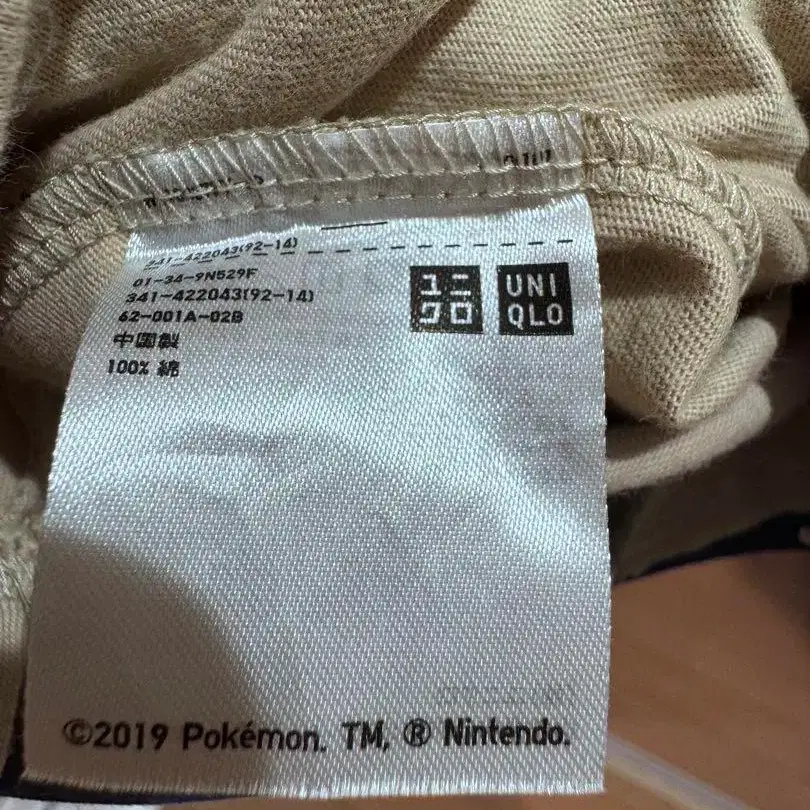 341-422043(92-14)
01-34-9N529F
341-422043(92-14)
62-001A-02B
中国製
100% 綿
ユニ
クロ
UNI
QLO
©2019 Pokémon. TM, ® Nintendo.